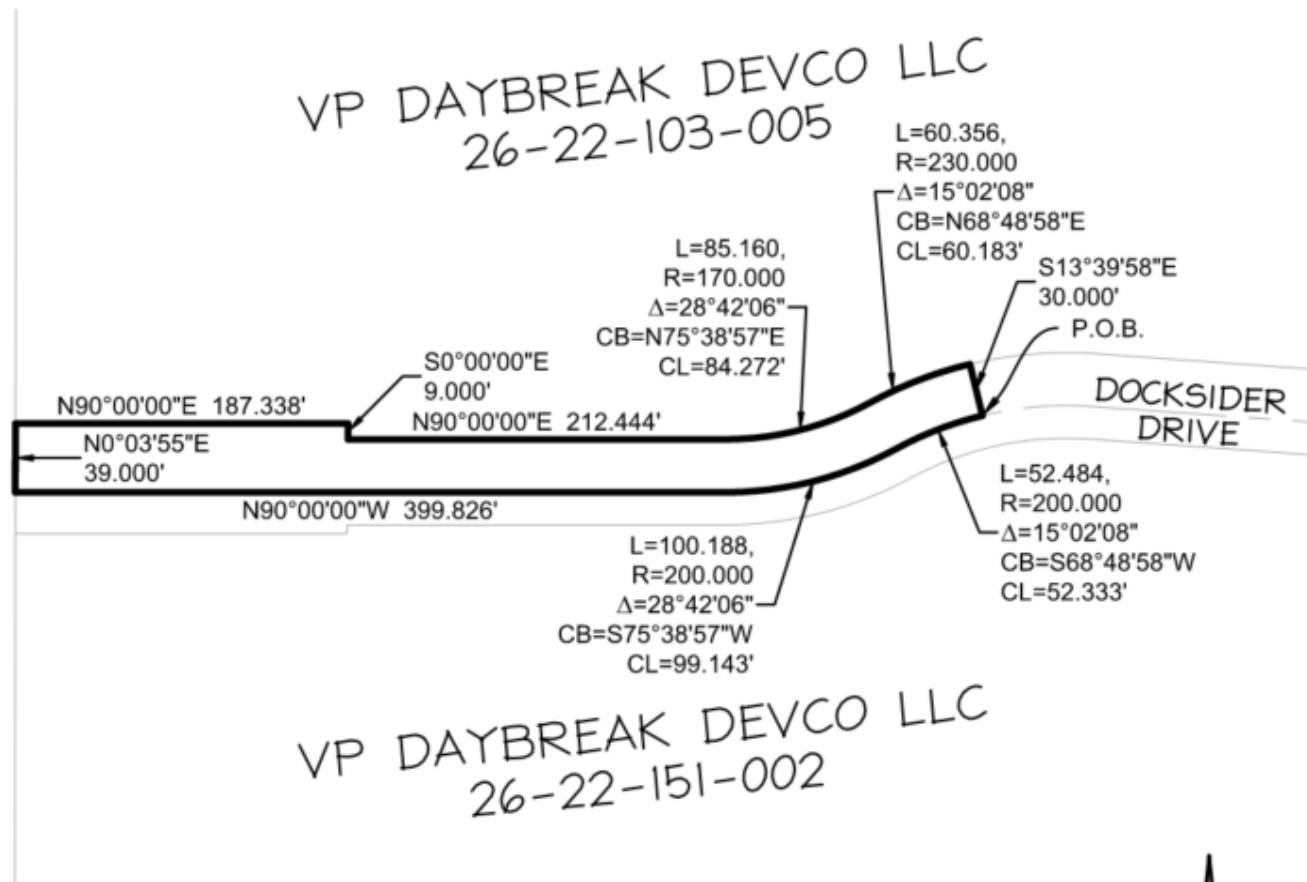 VP DAYBREAK DEVCO LLC
26-22-103-005
L=60.356,
R=230.000
Δ=15°02'08"
CB=N68°48'58"E
CL=60.183'
L=85.160,
R=170.000
Δ=28°42'06"
CB=N75°38'57"E
CL=84.272'
S13°39'58"E
30.000'
P.O.B.
S0°00'00"E
9.000'
N90°00'00"E 187.338'
N90°00'00"E 212.444'
DOCKSIDER
DRIVE
N0°03'55"E
39.000'
N90°00'00"W 399.826'
L=52.484,
R=200.000
Δ=15°02'08"
CB=S68°48'58"W
CL=52.333'
L=100.188,
R=200.000
Δ=28°42'06"
CB=S75°38'57"W
CL=99.143'
VP DAYBREAK DEVCO LLC
26-22-151-002